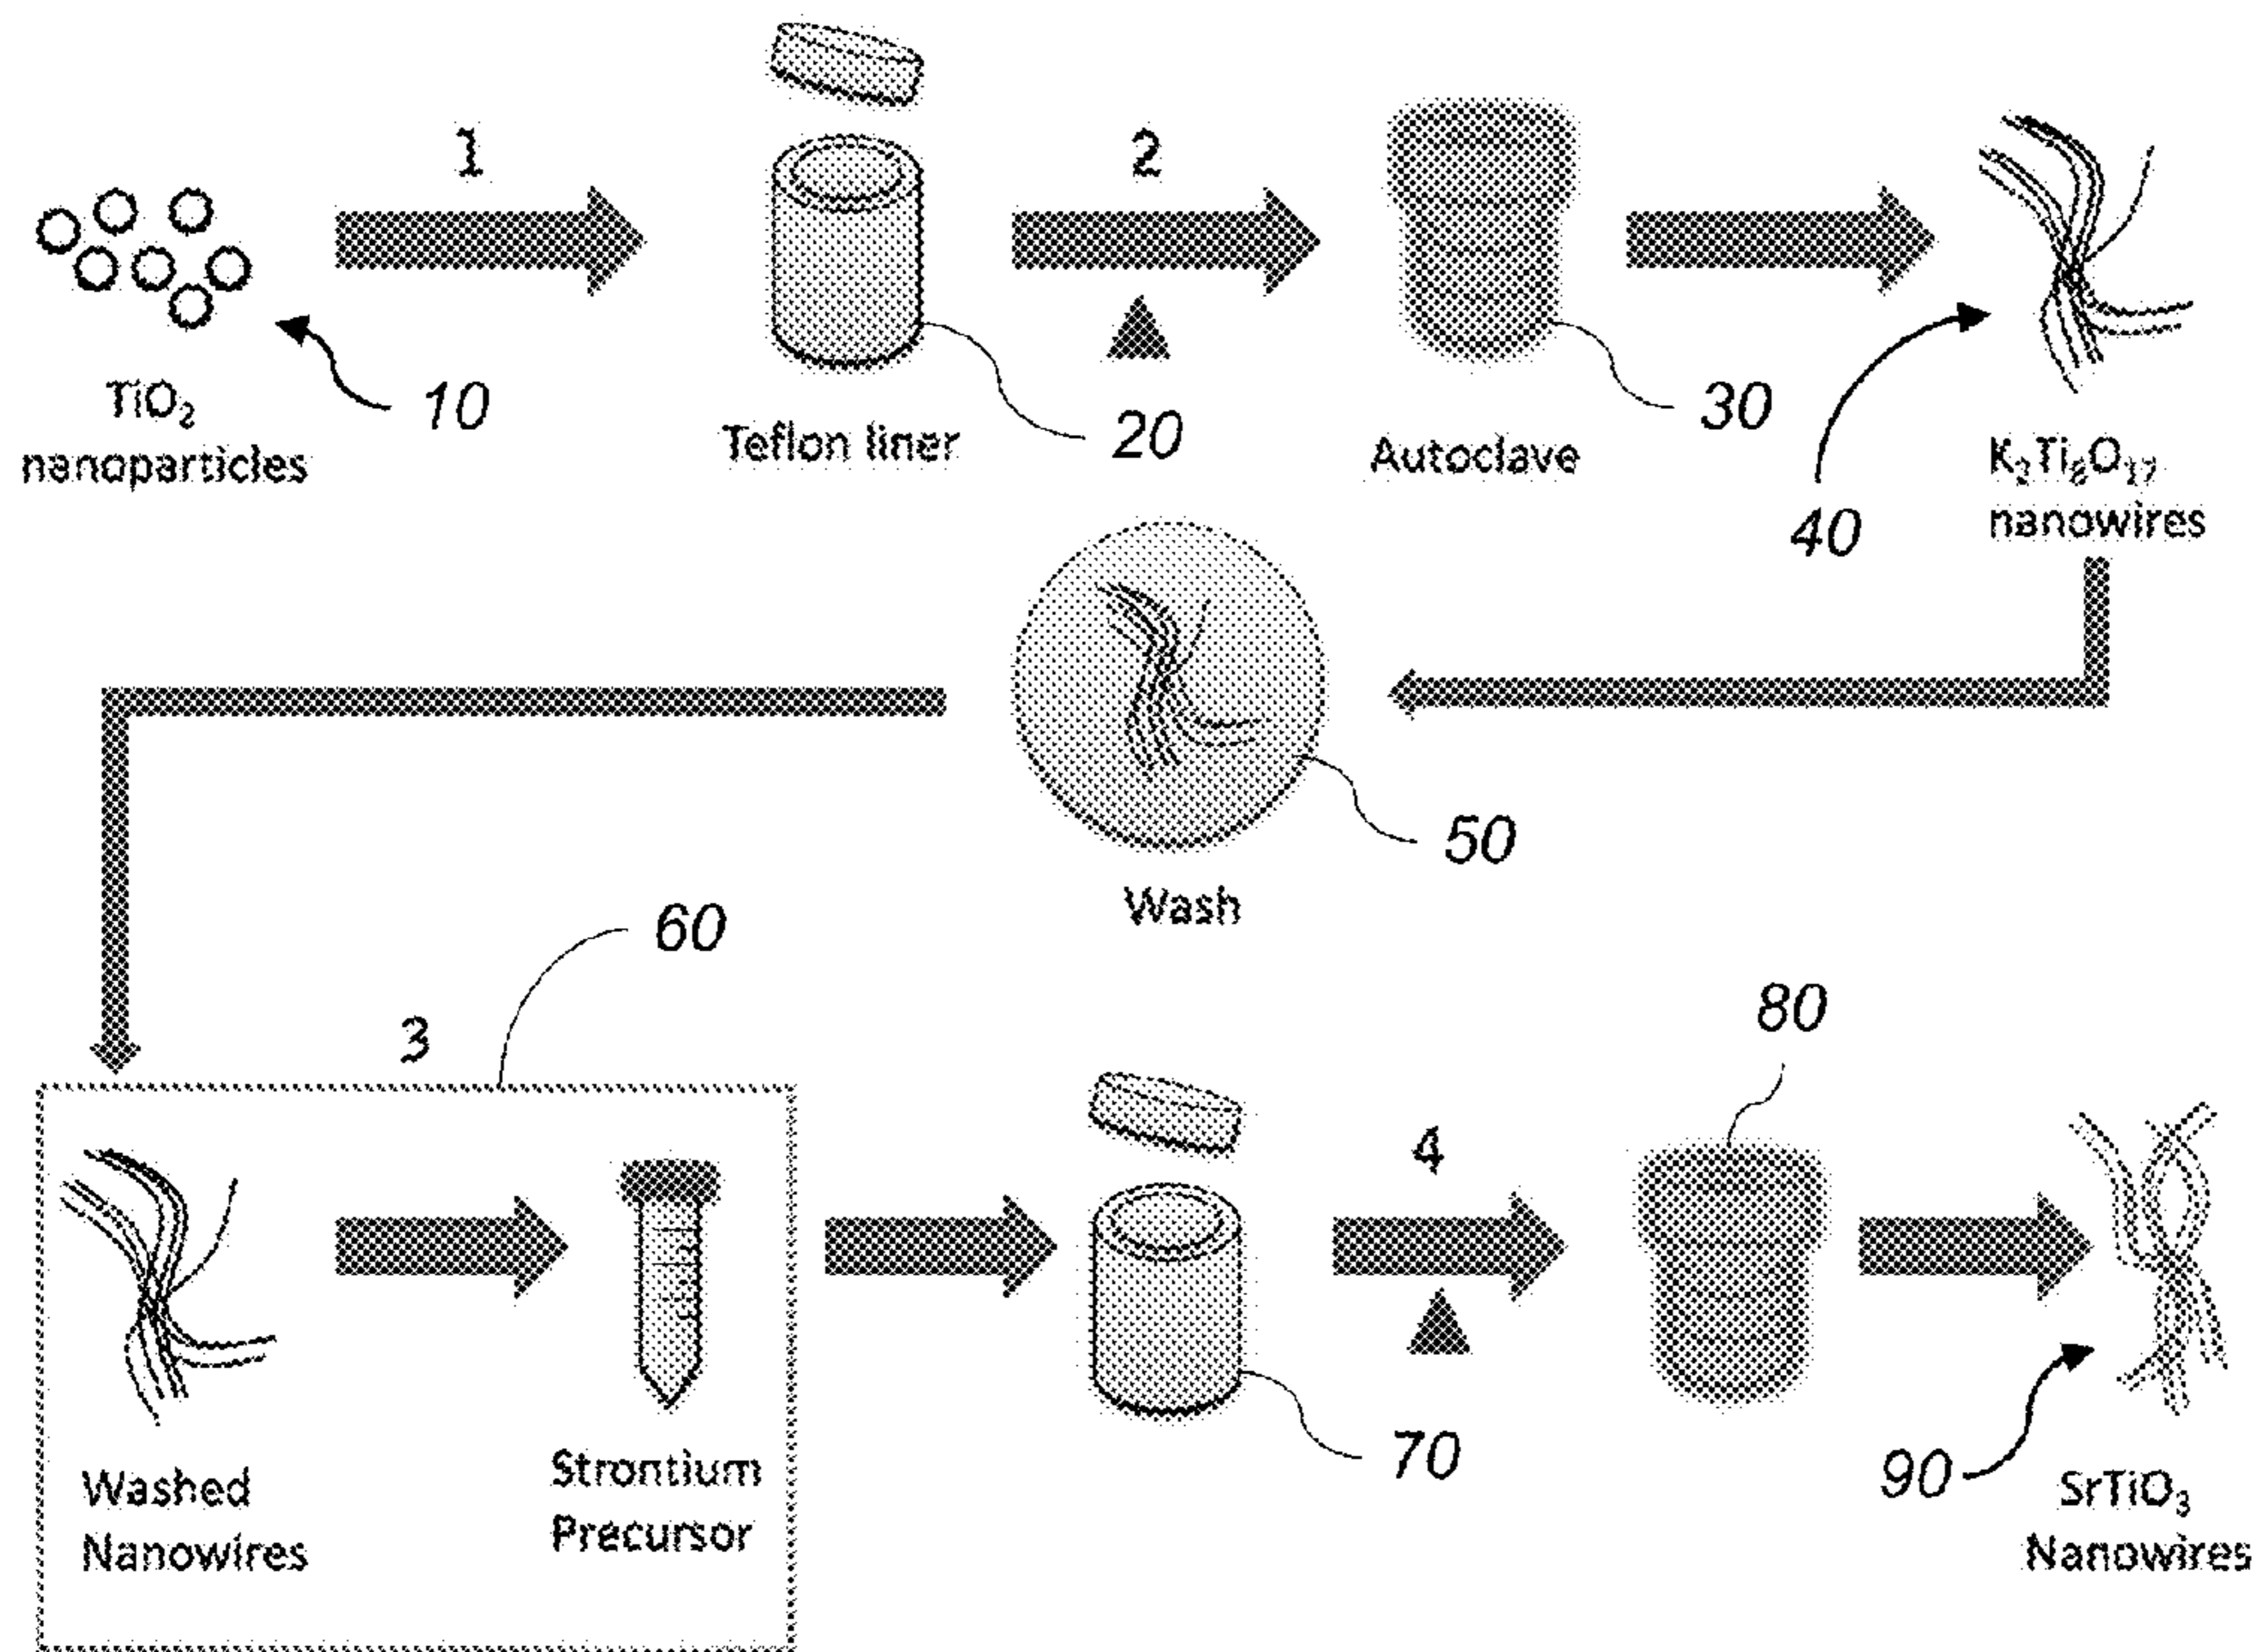 1
2
TiO₂
nanoparticles
10
Teflon liner
20
Autoclave
30
40
K₂Ti₈O₁₇
nanowires
50
Wash
60
3
80
4
Washed
Nanowires
Strontium
Precursor
70
90
SrTiO₃
Nanowires